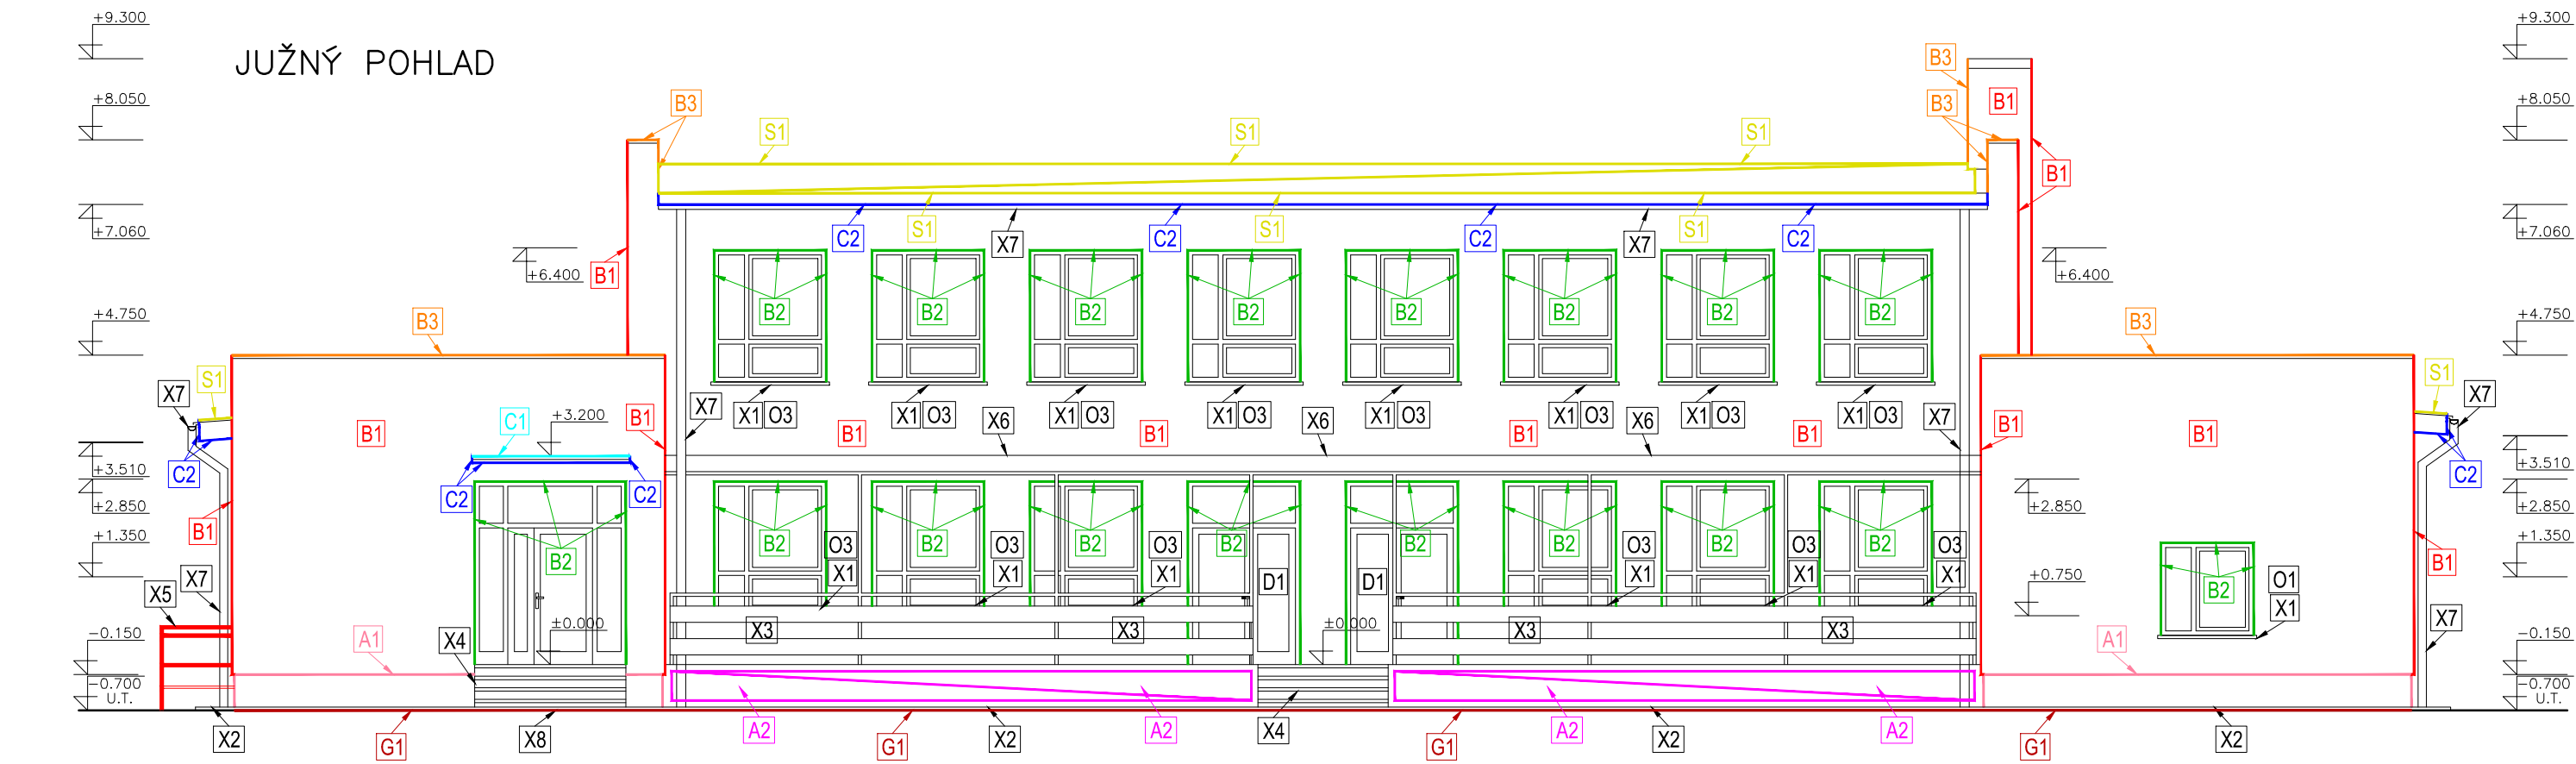 +9.300
+9.300
JUŽNÝ POHLAD
B3
B3
B1
B3
B3
+8.050
+8.050
S1
S1
S1
B1
+7.060
C2
S1
X7
C2
S1
C2
S1
X7
C2
+7.060
+6.400
B1
+6.400
B2
B2
B2
B2
B2
B2
B2
B2
+4.750
B3
B3
+4.750
S1
X7
S1
X7
X1 O3
X1 O3
X1 O3
X1 O3
X1 O3
X1 O3
X1 O3
X1 O3
C1
+3.200
B1
X7
X6
X6
X6
X7
B1
B1
B1
B1
B1
B1
B1
C2
+3.510
C2
C2
C2
+3.510
+2.850
+2.850
+2.850
B1
B1
+1.350
+1.350
B2
B2
B2
B2
B2
B2
B2
B2
B2
O3
O3
O3
O3
O3
O3
X1
X1
X1
X1
X1
X1
D1
D1
+0.750
B2
O1
X1
X5
X7
X7
−0.150
A1
X4
±0.000
X3
X3
±0.000
X3
X3
A1
−0.150
−0.700
U.T.
−0.700
U.T.
X2
G1
X8
A2
G1
X2
A2
X4
G1
A2
X2
A2
G1
X2